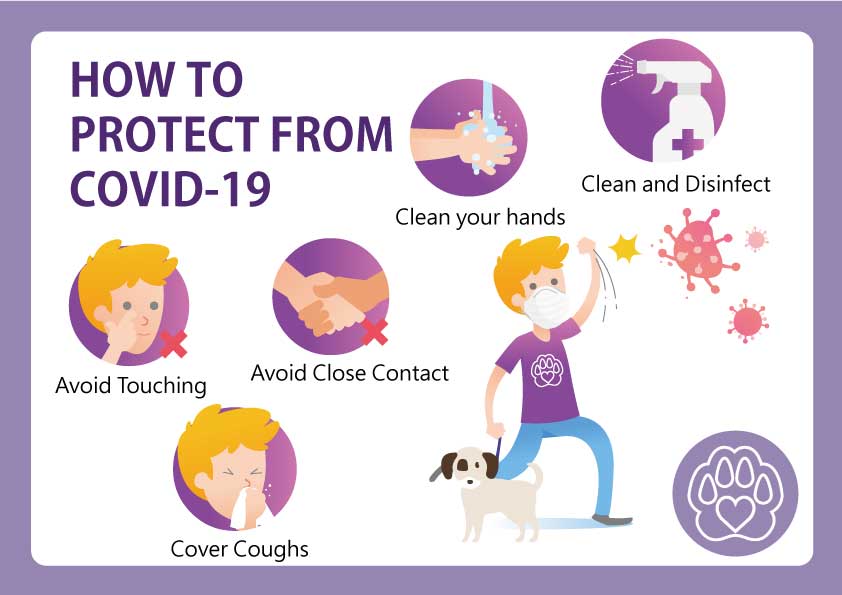 HOW TO
PROTECT FROM
COVID-19
Clean your hands
Clean and Disinfect
Avoid Touching
Avoid Close Contact
Cover Coughs